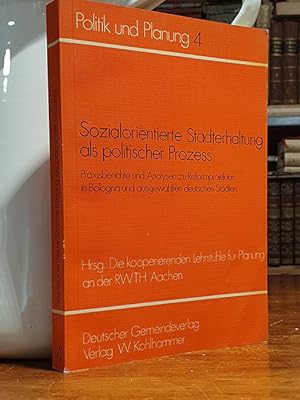 Politik und Planung 4
Sozialorientierte Stadterhaltung
als politischer Prozess
Praxisberichte und Analysen zu Reformprojekten
in Bologna und ausgewählten deutschen Städten
Hrsg.: Die kooperierenden Lehrstühle für Planung
an der RWTH Aachen
Deutscher Gemeindeverlag
Verlag W. Kohlhammer